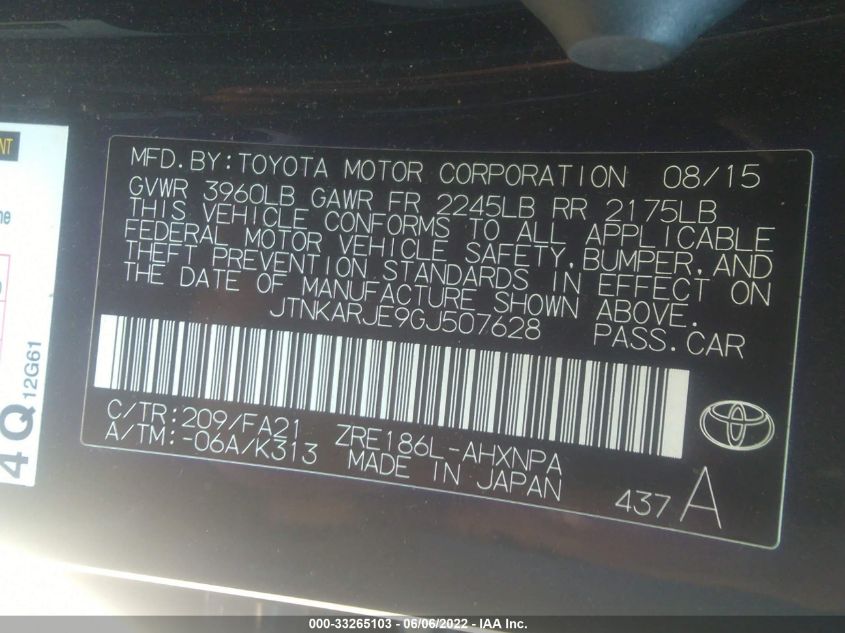 NT
ne
4Q
12G61
MFD.BY:TOYOTA MOTOR CORPORATION 08/15
GVWR 3960LB GAWR FR 2245LB RR 2175LB
THIS VEHICLE CONFORMS TO ALL APPLICABLE
FEDERAL MOTOR VEHICLE SAFETY,BUMPER,AND
THEFT PREVENTION STANDARDS IN EFFECT ON
THE DATE OF MANUFACTURE SHOWN ABOVE.
JTNKARJE9GJ507628 PASS.CAR
C/TR:209/FA21 ZRE186L-AHXNPA
A/TM:-06A/K313 MADE IN JAPAN
437 A
000-33265103 - 06/06/2022 - IAA Inc.